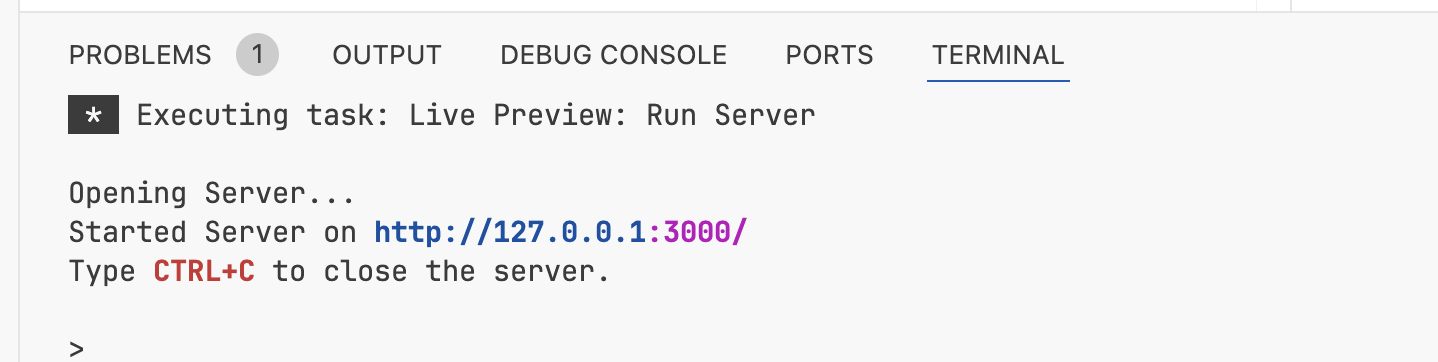 PROBLEMS 1 OUTPUT DEBUG CONSOLE PORTS TERMINAL
* Executing task: Live Preview: Run Server
Opening Server...
Started Server on http://127.0.0.1:3000/
Type CTRL+C to close the server.
>